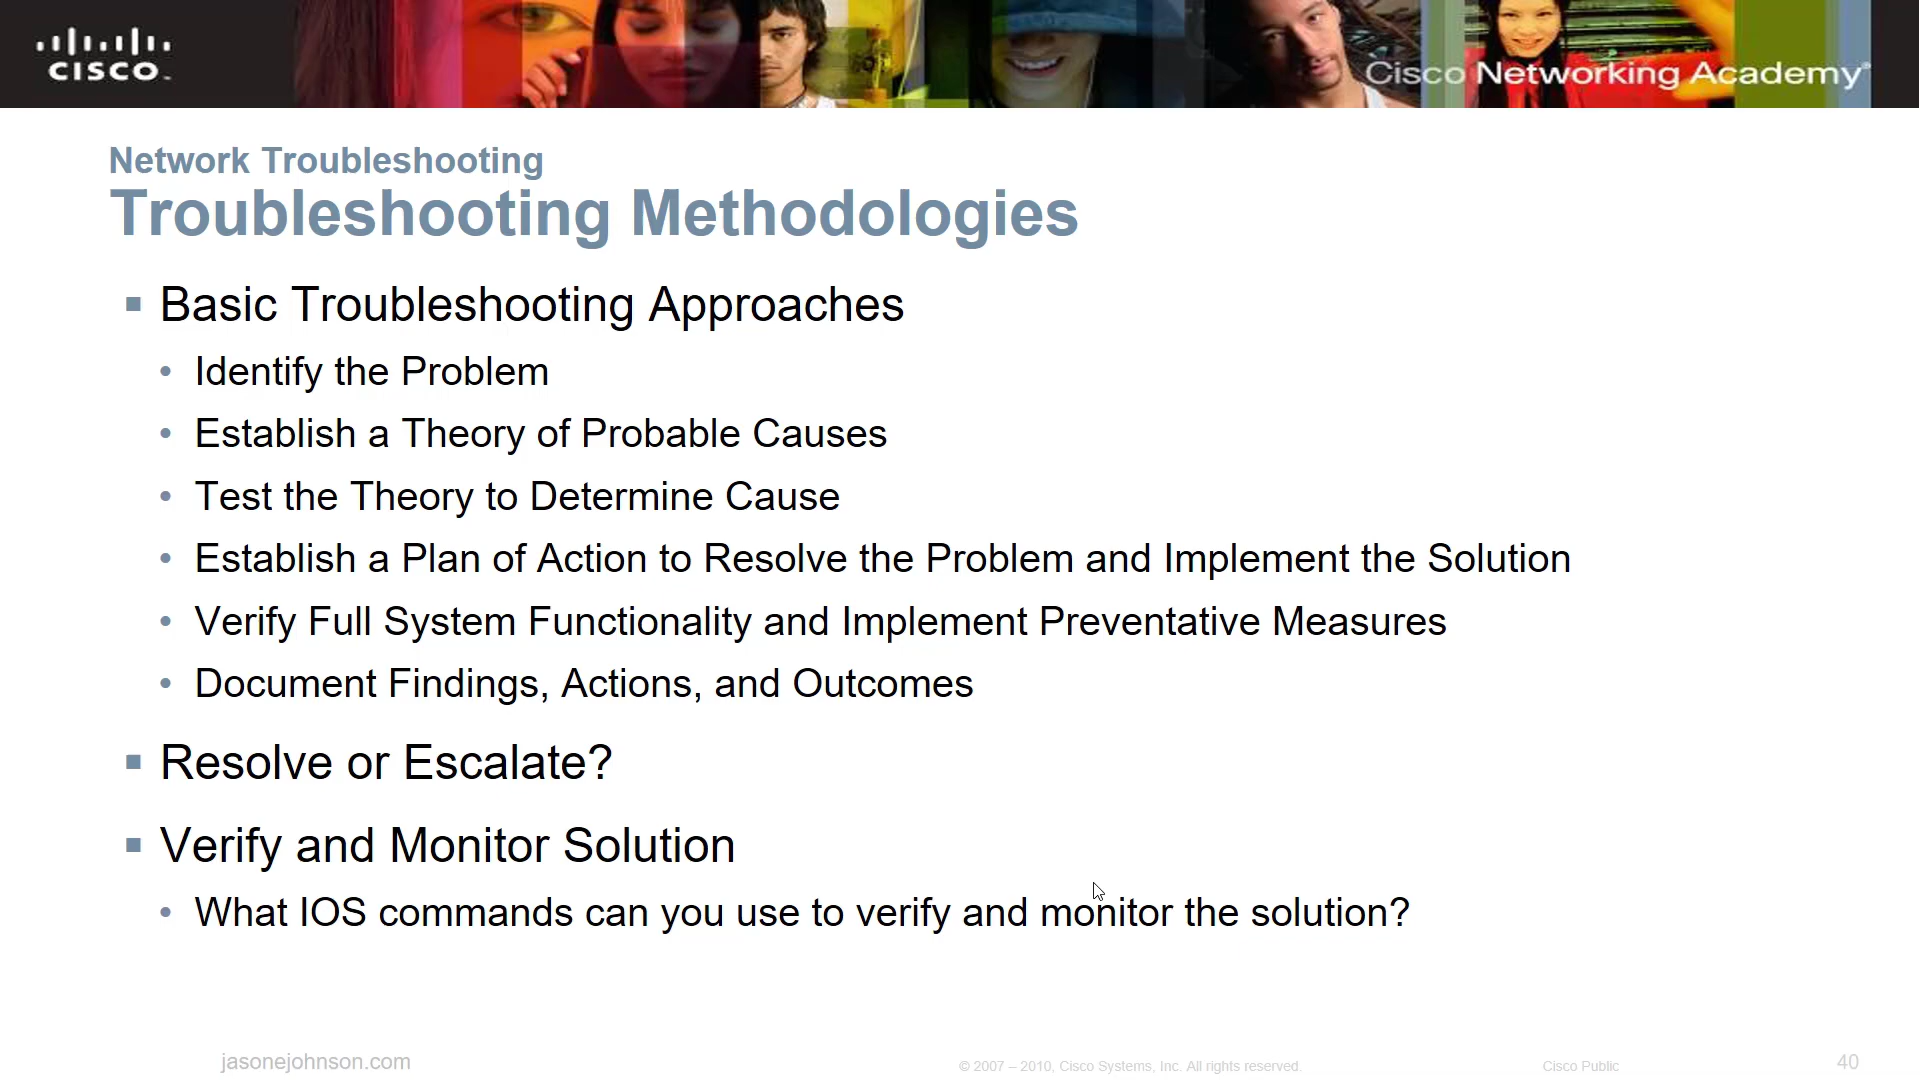 CISCO
Cisco Networking Academy®
Network Troubleshooting
Troubleshooting Methodologies
▪ Basic Troubleshooting Approaches
• Identify the Problem
• Establish a Theory of Probable Causes
• Test the Theory to Determine Cause
• Establish a Plan of Action to Resolve the Problem and Implement the Solution
• Verify Full System Functionality and Implement Preventative Measures
• Document Findings, Actions, and Outcomes
▪ Resolve or Escalate?
▪ Verify and Monitor Solution
• What IOS commands can you use to verify and monitor the solution?
jasonejohnson.com
© 2007 – 2010, Cisco Systems, Inc. All rights reserved.
Cisco Public
40